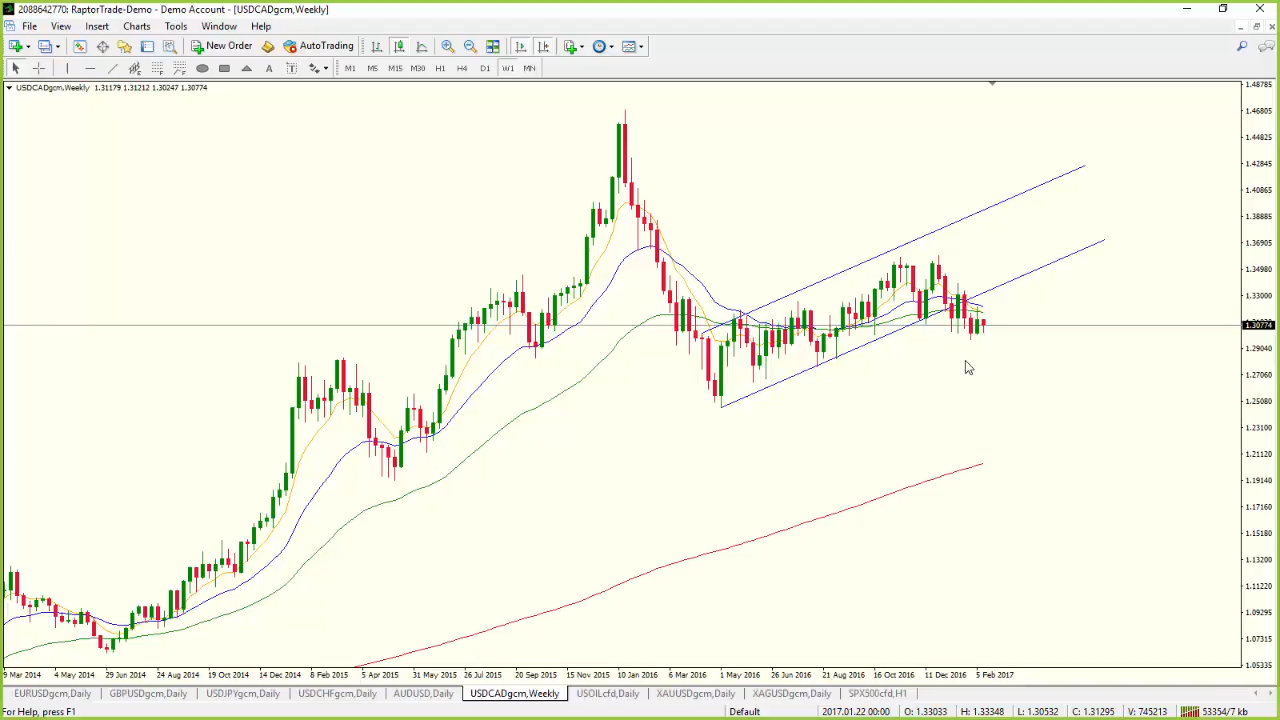 2088642770: RaptorTrade-Demo - Demo Account - [USDCADgcm,Weekly]
File View Insert Charts Tools Window Help
New Order AutoTrading
M1 M5 M15 M30 H1 H4 D1 W1 MN
USDCADgcm,Weekly 1.31179 1.31212 1.30247 1.30774
1.48785
1.46805
1.44825
1.42845
1.40865
1.38885
1.36905
1.34980
1.33000
1.30774
1.29040
1.27060
1.25080
1.23100
1.21120
1.19140
1.17160
1.15180
1.13200
1.11220
1.09295
1.07315
1.05335
9 Mar 2014 4 May 2014 29 Jun 2014 24 Aug 2014 19 Oct 2014 14 Dec 2014 8 Feb 2015 5 Apr 2015 31 May 2015 26 Jul 2015 20 Sep 2015 15 Nov 2015 10 Jan 2016 6 Mar 2016 1 May 2016 26 Jun 2016 21 Aug 2016 16 Oct 2016 11 Dec 2016 5 Feb 2017
EURUSDgcm,Daily GBPUSDgcm,Daily USDJPYgcm,Daily USDCHFgcm,Daily AUDUSD,Daily USDCADgcm,Weekly USOILcfd,Daily XAUUSDgcm,Daily XAGUSDgcm,Daily SPX500cfd,H1
For Help, press F1 Default 2017.01.22 00:00 O: 1.33033 H: 1.33348 L: 1.30532 C: 1.31295 V: 745213 53354/7 kb